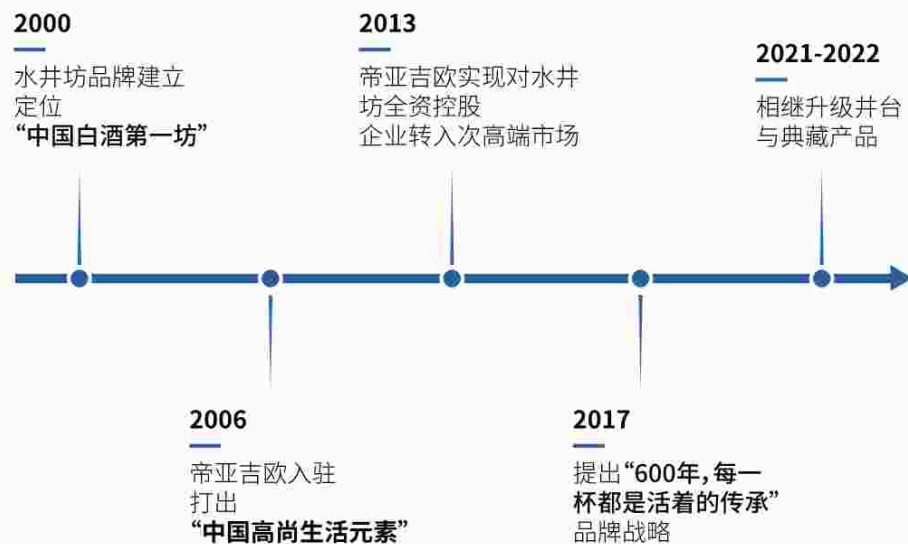 2000
水井坊品牌建立
定位
“中国白酒第一坊”
2013
帝亚吉欧实现对水井
坊全资控股
企业转入次高端市场
2021-2022
相继升级井台
与典藏产品
2006
帝亚吉欧入驻
打出
“中国高尚生活元素”
2017
提出“600年，每一
杯都是活着的传承”
品牌战略